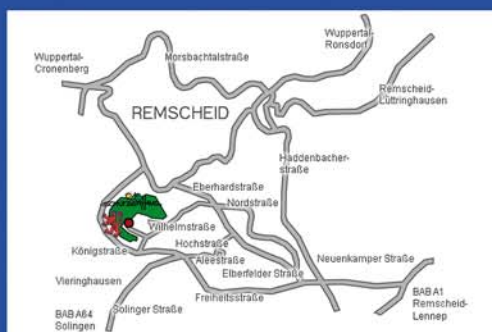 Wuppertal-
Ronsdorf
Wuppertal-
Cronenberg
Morsbachtalstraße
Remscheid-
Lüttringhausen
REMSCHEID
Haddenbacher-
straße
Eberhardstraße
Nordstraße
Wilhelmstraße
Hochstraße
Königstraße
Aleestraße
Neuenkamper Straße
Elberfelder Straße
Vieringhausen
Freiheitsstraße
BAB A1
Remscheid-
Lennep
BAB A64
Solingen
Solinger Straße